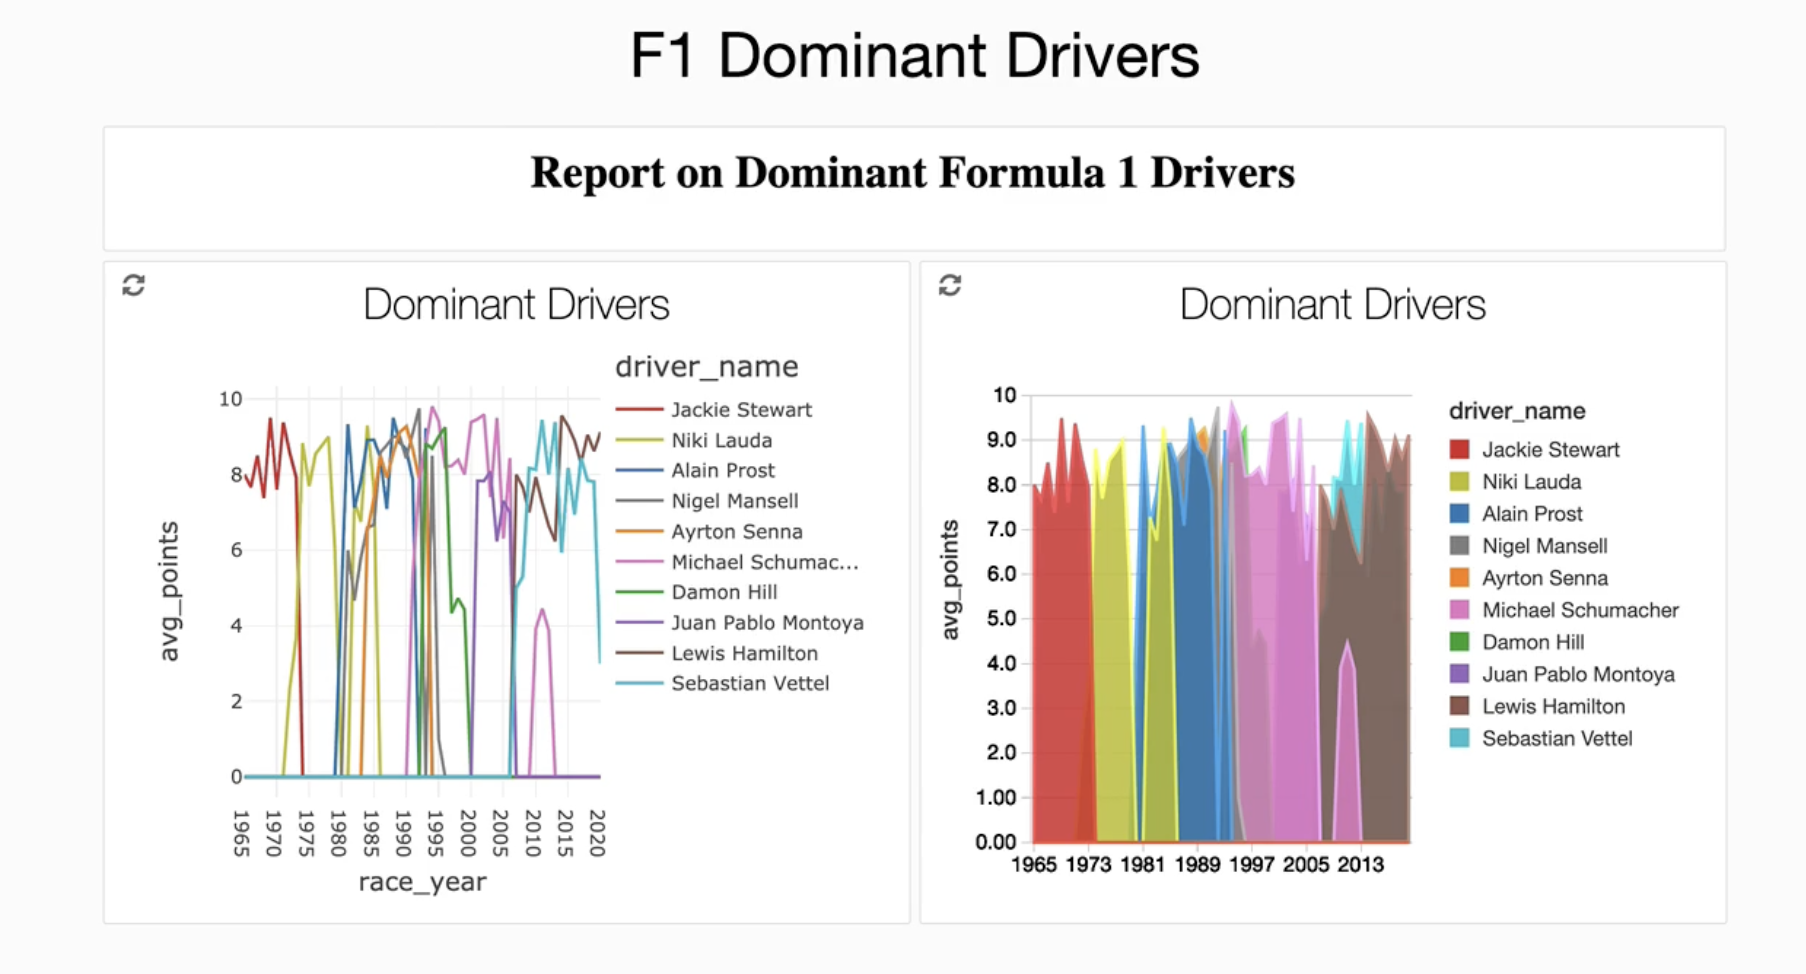 F1 Dominant Drivers
Report on Dominant Formula 1 Drivers
Dominant Drivers
driver_name
Jackie Stewart
Niki Lauda
Alain Prost
Nigel Mansell
Ayrton Senna
Michael Schumac...
Damon Hill
Juan Pablo Montoya
Lewis Hamilton
Sebastian Vettel
avg_points
10
8
6
4
2
0
1965 1970 1975 1980 1985 1990 1995 2000 2005 2010 2015 2020
race_year
Dominant Drivers
avg_points
10
9.0
8.0
7.0
6.0
5.0
4.0
3.0
2.0
1.00
0.00
1965 1973 1981 1989 1997 2005 2013
driver_name
Jackie Stewart
Niki Lauda
Alain Prost
Nigel Mansell
Ayrton Senna
Michael Schumacher
Damon Hill
Juan Pablo Montoya
Lewis Hamilton
Sebastian Vettel